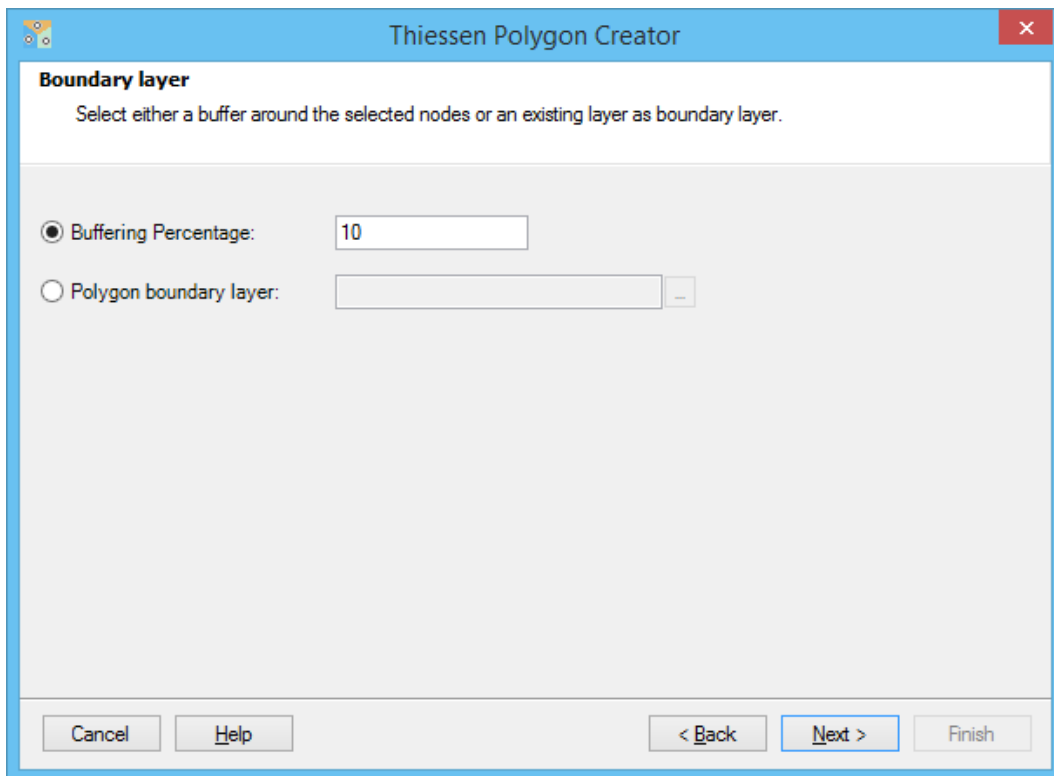 Thiessen Polygon Creator
Boundary layer
Select either a buffer around the selected nodes or an existing layer as boundary layer.
Buffering Percentage: 10
Polygon boundary layer: ...
Cancel Help < Back Next > Finish